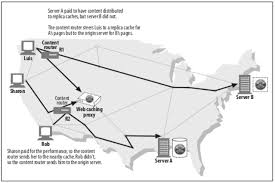 Server A paid to have content distributed
to replica caches, but server B did not.
The content router steers Luis to a replica cache for
A's pages but to the origin server for B's pages.
Content
router
R1
Luis
Sharon
Content
router
R2
Web caching
proxy
Server B
Rob
Server A
Sharon paid for the performance, so the content
router sends her to the nearby cache. Rob didn't,
so the content router sends him to the origin server.